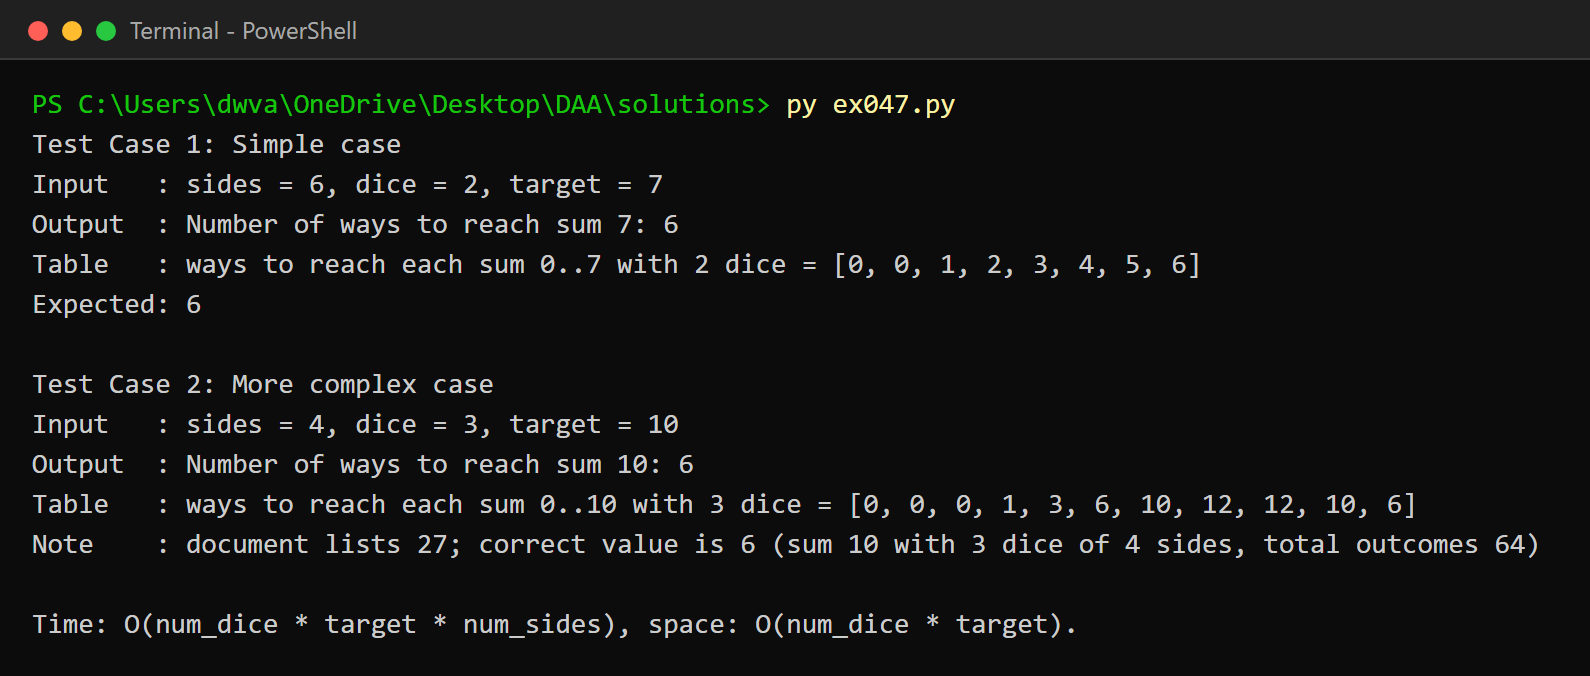 Terminal - PowerShell
PS C:\Users\dwva\OneDrive\Desktop\DAA\solutions> py ex047.py
Test Case 1: Simple case
Input   : sides = 6, dice = 2, target = 7
Output  : Number of ways to reach sum 7: 6
Table   : ways to reach each sum 0..7 with 2 dice = [0, 0, 1, 2, 3, 4, 5, 6]
Expected: 6

Test Case 2: More complex case
Input   : sides = 4, dice = 3, target = 10
Output  : Number of ways to reach sum 10: 6
Table   : ways to reach each sum 0..10 with 3 dice = [0, 0, 0, 1, 3, 6, 10, 12, 12, 10, 6]
Note    : document lists 27; correct value is 6 (sum 10 with 3 dice of 4 sides, total outcomes 64)

Time: O(num_dice * target * num_sides), space: O(num_dice * target).